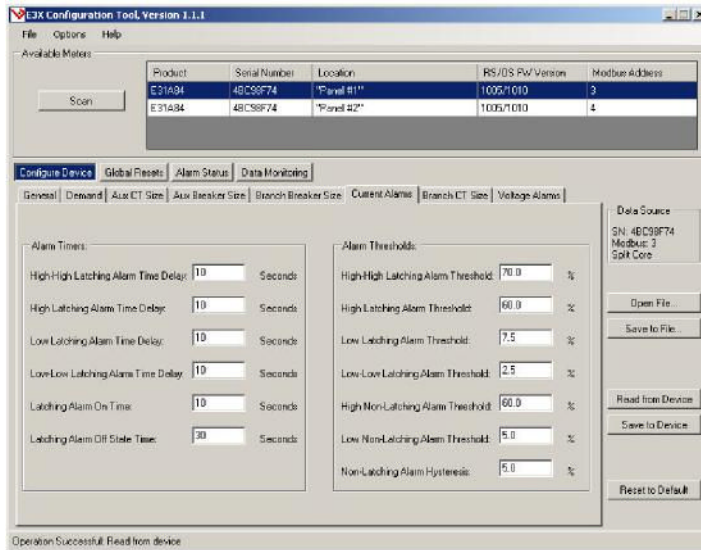 E3X Configuration Tool, Version 1.1.1
File Options Help
Available Meters
Scan
Product Serial Number Location RS/OS FW Version Modbus Address
E31A84 4BC98F74 "Panel #1" 1005/1010 3
E31A84 4BC98F74 "Panel #2" 1005/1010 4
Configure Device Global Resets Alarm Status Data Monitoring
General Demand Aux CT Size Aux Breaker Size Branch Breaker Size Current Alarms Branch CT Size Voltage Alarms
Alarm Timers:
High-High Latching Alarm Time Delay: 10 Seconds
High Latching Alarm Time Delay: 10 Seconds
Low Latching Alarm Time Delay: 10 Seconds
Low-Low Latching Alarm Time Delay: 10 Seconds
Latching Alarm On Time: 10 Seconds
Latching Alarm Off State Time: 30 Seconds
Alarm Thresholds:
High-High Latching Alarm Threshold: 70.0 %
High Latching Alarm Threshold: 60.0 %
Low Latching Alarm Threshold: 7.5 %
Low-Low Latching Alarm Threshold: 2.5 %
High Non-Latching Alarm Threshold: 60.0 %
Low Non-Latching Alarm Threshold: 5.0 %
Non-Latching Alarm Hysteresis: 5.0 %
Data Source
SN: 4BC98F74
Modbus: 3
Split Core
Open File...
Save to File...
Read from Device
Save to Device
Reset to Default
Operation Successful: Read from device